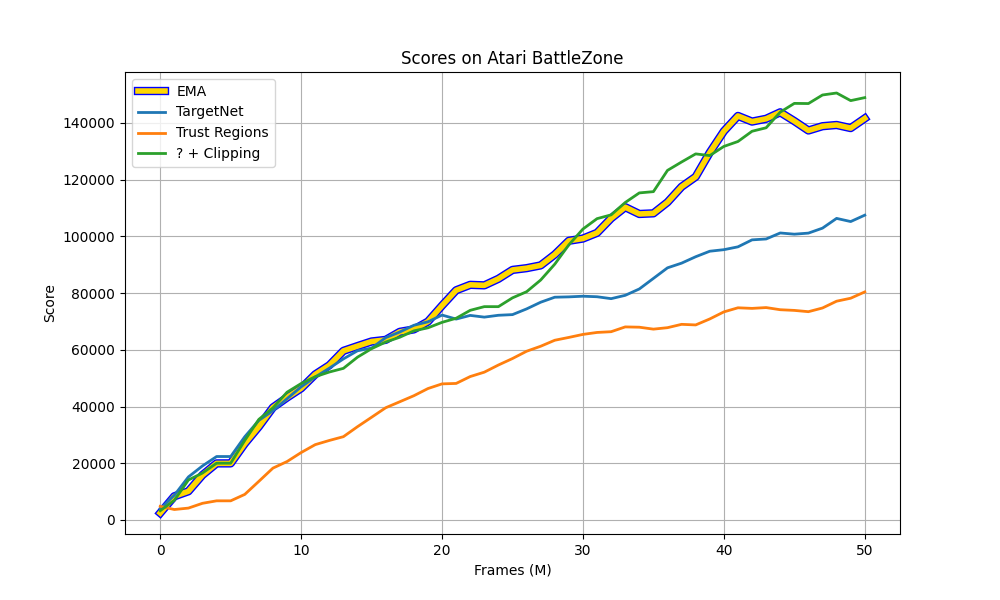 Scores on Atari BattleZone
EMA
TargetNet
Trust Regions
? + Clipping
Score
140000
120000
100000
80000
60000
40000
20000
0
0 10 20 30 40 50
Frames (M)